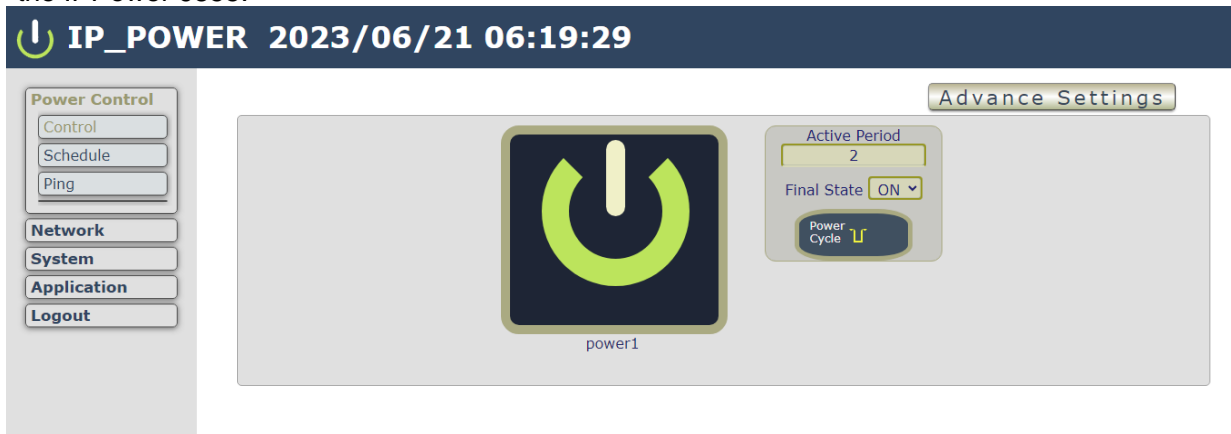 IP_POWER 2023/06/21 06:19:29
Power Control
Control
Schedule
Ping
Network
System
Application
Logout
Advance Settings
power1
Active Period
2
Final State ON
Power
Cycle